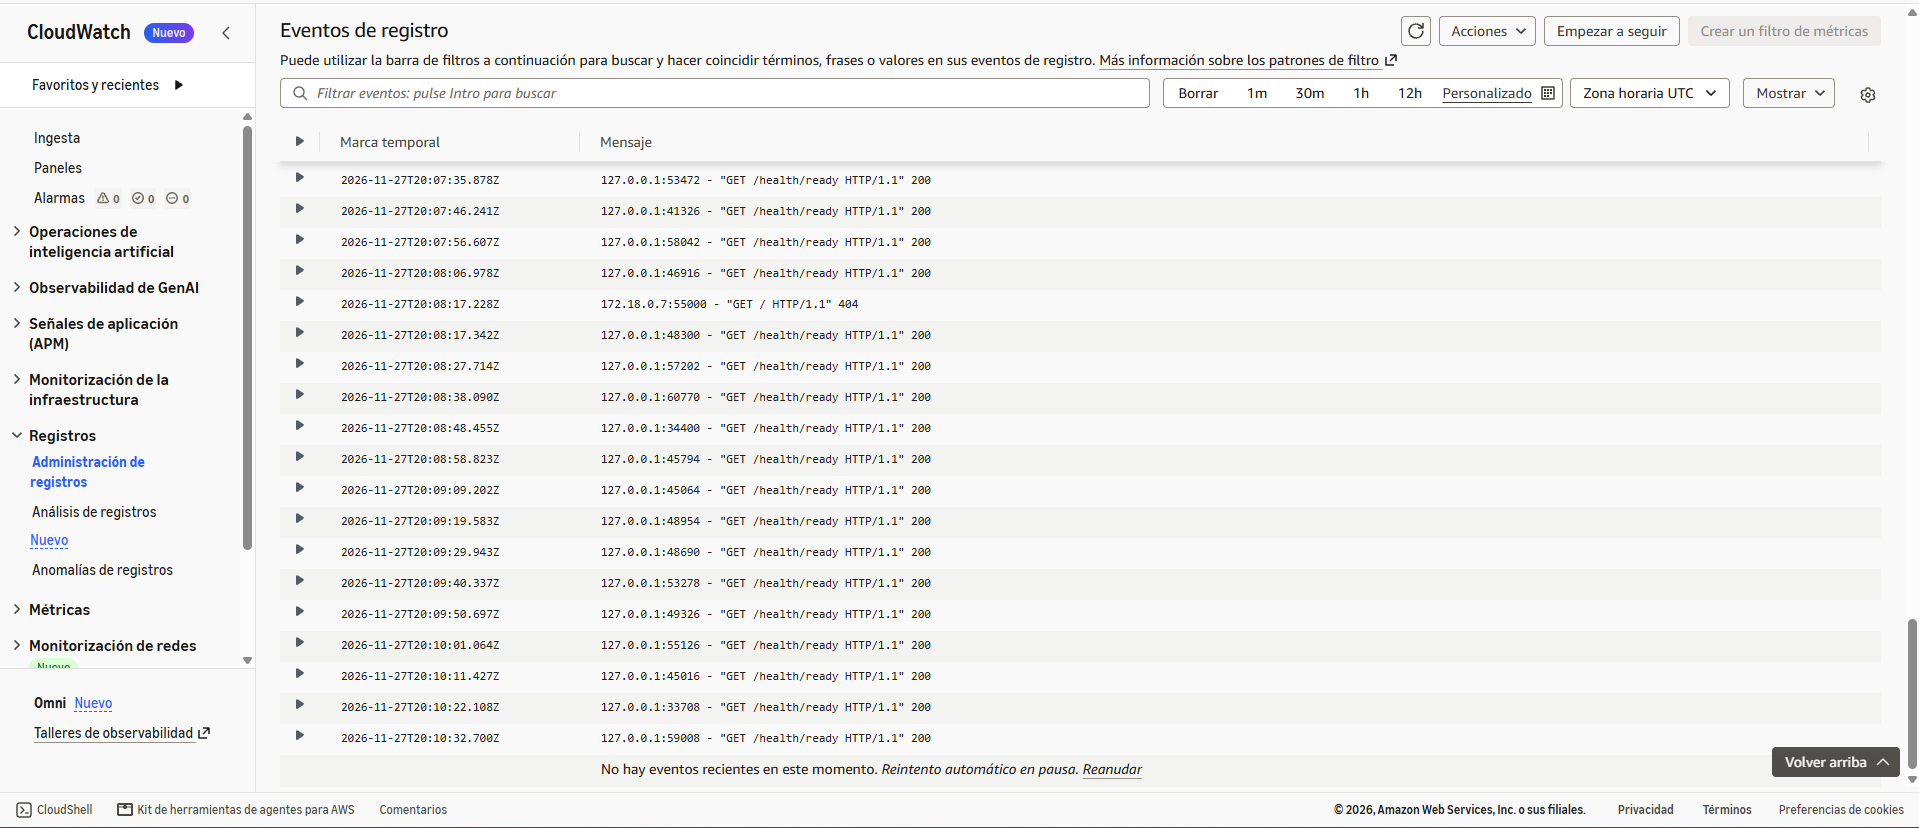 CloudWatch Nuevo
Favoritos y recientes
Ingesta
Paneles
Alarmas 0 0 0
Operaciones de
inteligencia artificial
Observabilidad de GenAI
Señales de aplicación
(APM)
Monitorización de la
infraestructura
Registros
Administración de
registros
Análisis de registros
Nuevo
Anomalías de registros
Métricas
Monitorización de redes
Nuevo
Omni Nuevo
Talleres de observabilidad
Eventos de registro
Acciones
Empezar a seguir
Crear un filtro de métricas
Puede utilizar la barra de filtros a continuación para buscar y hacer coincidir términos, frases o valores en sus eventos de registro. Más información sobre los patrones de filtro
Filtrar eventos: pulse Intro para buscar
Borrar 1m 30m 1h 12h Personalizado
Zona horaria UTC
Mostrar
Marca temporal Mensaje
2026-11-27T20:07:35.878Z 127.0.0.1:53472 - "GET /health/ready HTTP/1.1" 200
2026-11-27T20:07:46.241Z 127.0.0.1:41326 - "GET /health/ready HTTP/1.1" 200
2026-11-27T20:07:56.607Z 127.0.0.1:58042 - "GET /health/ready HTTP/1.1" 200
2026-11-27T20:08:06.978Z 127.0.0.1:46916 - "GET /health/ready HTTP/1.1" 200
2026-11-27T20:08:17.228Z 172.18.0.7:55000 - "GET / HTTP/1.1" 404
2026-11-27T20:08:17.342Z 127.0.0.1:48300 - "GET /health/ready HTTP/1.1" 200
2026-11-27T20:08:27.714Z 127.0.0.1:57202 - "GET /health/ready HTTP/1.1" 200
2026-11-27T20:08:38.090Z 127.0.0.1:60770 - "GET /health/ready HTTP/1.1" 200
2026-11-27T20:08:48.455Z 127.0.0.1:34400 - "GET /health/ready HTTP/1.1" 200
2026-11-27T20:08:58.823Z 127.0.0.1:45794 - "GET /health/ready HTTP/1.1" 200
2026-11-27T20:09:09.202Z 127.0.0.1:45064 - "GET /health/ready HTTP/1.1" 200
2026-11-27T20:09:19.583Z 127.0.0.1:48954 - "GET /health/ready HTTP/1.1" 200
2026-11-27T20:09:29.943Z 127.0.0.1:48690 - "GET /health/ready HTTP/1.1" 200
2026-11-27T20:09:40.337Z 127.0.0.1:53278 - "GET /health/ready HTTP/1.1" 200
2026-11-27T20:09:50.697Z 127.0.0.1:49326 - "GET /health/ready HTTP/1.1" 200
2026-11-27T20:10:01.064Z 127.0.0.1:55126 - "GET /health/ready HTTP/1.1" 200
2026-11-27T20:10:11.427Z 127.0.0.1:45016 - "GET /health/ready HTTP/1.1" 200
2026-11-27T20:10:22.108Z 127.0.0.1:33708 - "GET /health/ready HTTP/1.1" 200
2026-11-27T20:10:32.700Z 127.0.0.1:59008 - "GET /health/ready HTTP/1.1" 200
No hay eventos recientes en este momento. Reintento automático en pausa. Reanudar
Volver arriba
CloudShell Kit de herramientas de agentes para AWS Comentarios © 2026, Amazon Web Services, Inc. o sus filiales. Privacidad Términos Preferencias de cookies